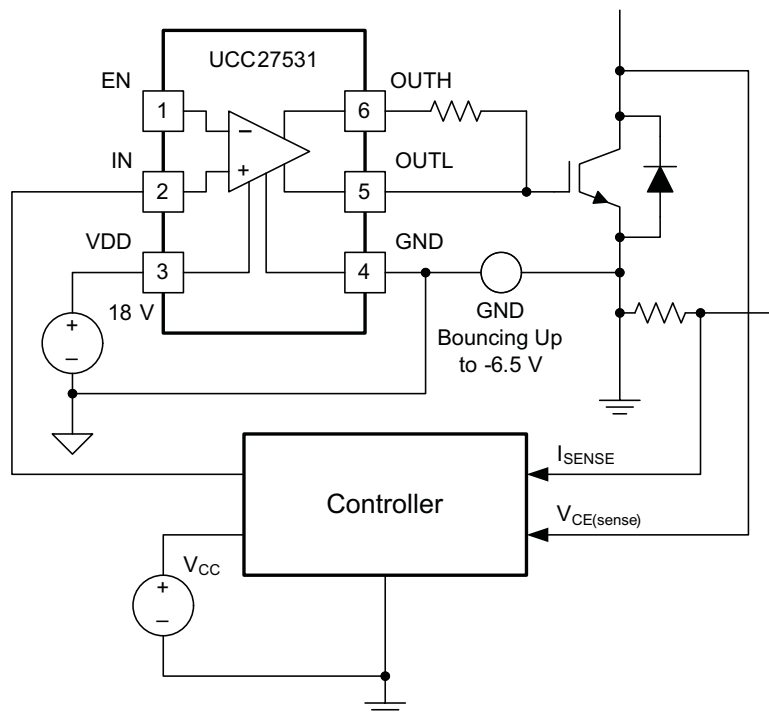 UCC27531
EN
OUTH
1
6
IN
OUTL
−
+
2
5
VDD
GND
3
4
18 V
+
−
GND
Bouncing Up
to -6.5 V
Controller
ISENSE
VCE(sense)
VCC
+
−